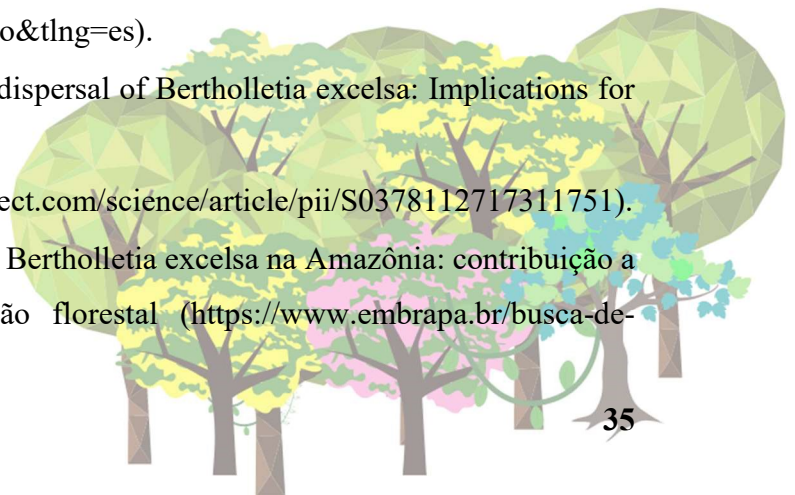 o&tlng=es).
dispersal of Bertholletia excelsa: Implications for
ect.com/science/article/pii/S0378112717311751).
Bertholletia excelsa na Amazônia: contribuição a
ão florestal (https://www.embrapa.br/busca-de-
35